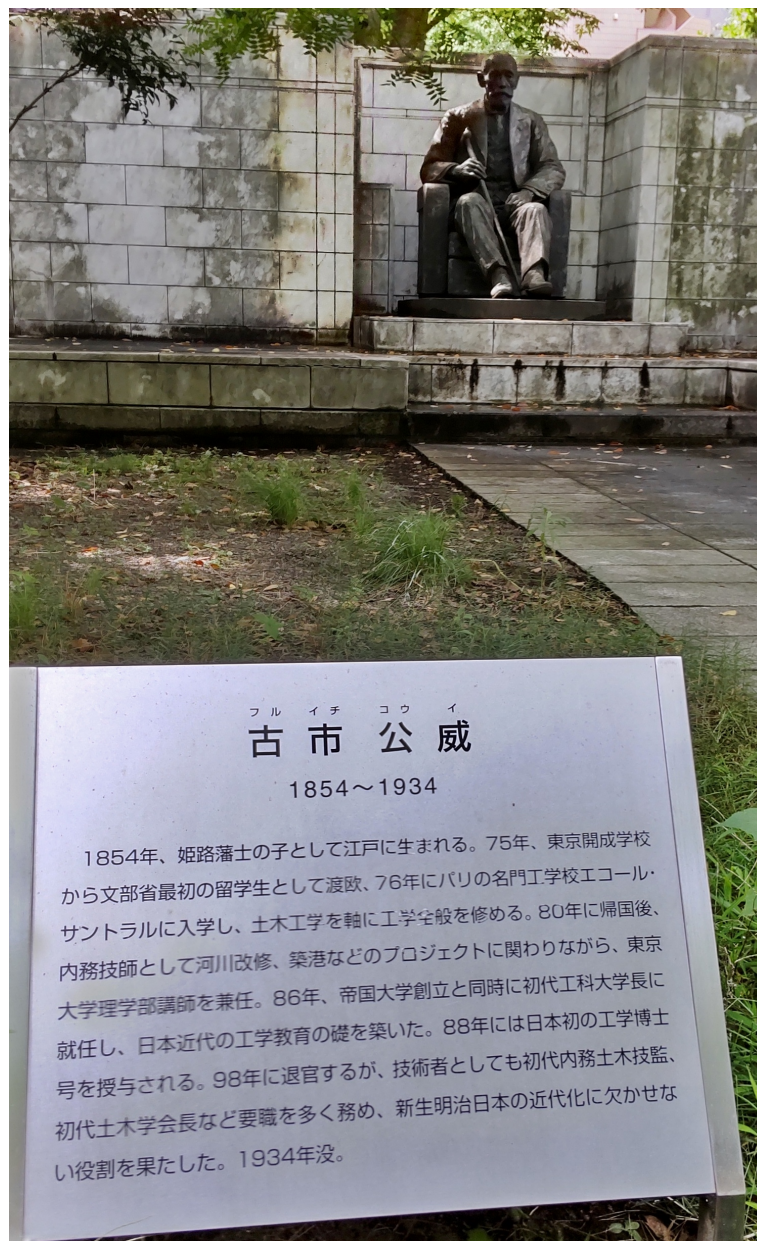 フル イチ コウ イ
古市 公威
1854〜1934
1854年、姫路藩士の子として江戸に生まれる。75年、東京開成学校
から文部省最初の留学生として渡欧、76年にパリの名門工学校エコール・
サントラルに入学し、土木工学を軸に工学全般を修める。80年に帰国後、
内務技師として河川改修、築港などのプロジェクトに関わりながら、東京
大学理学部講師を兼任。86年、帝国大学創立と同時に初代工科大学長に
就任し、日本近代の工学教育の礎を築いた。88年には日本初の工学博士
号を授与される。98年に退官するが、技術者としても初代内務土木技監、
初代土木学会長など要職を多く務め、新生明治日本の近代化に欠かせな
い役割を果たした。1934年没。